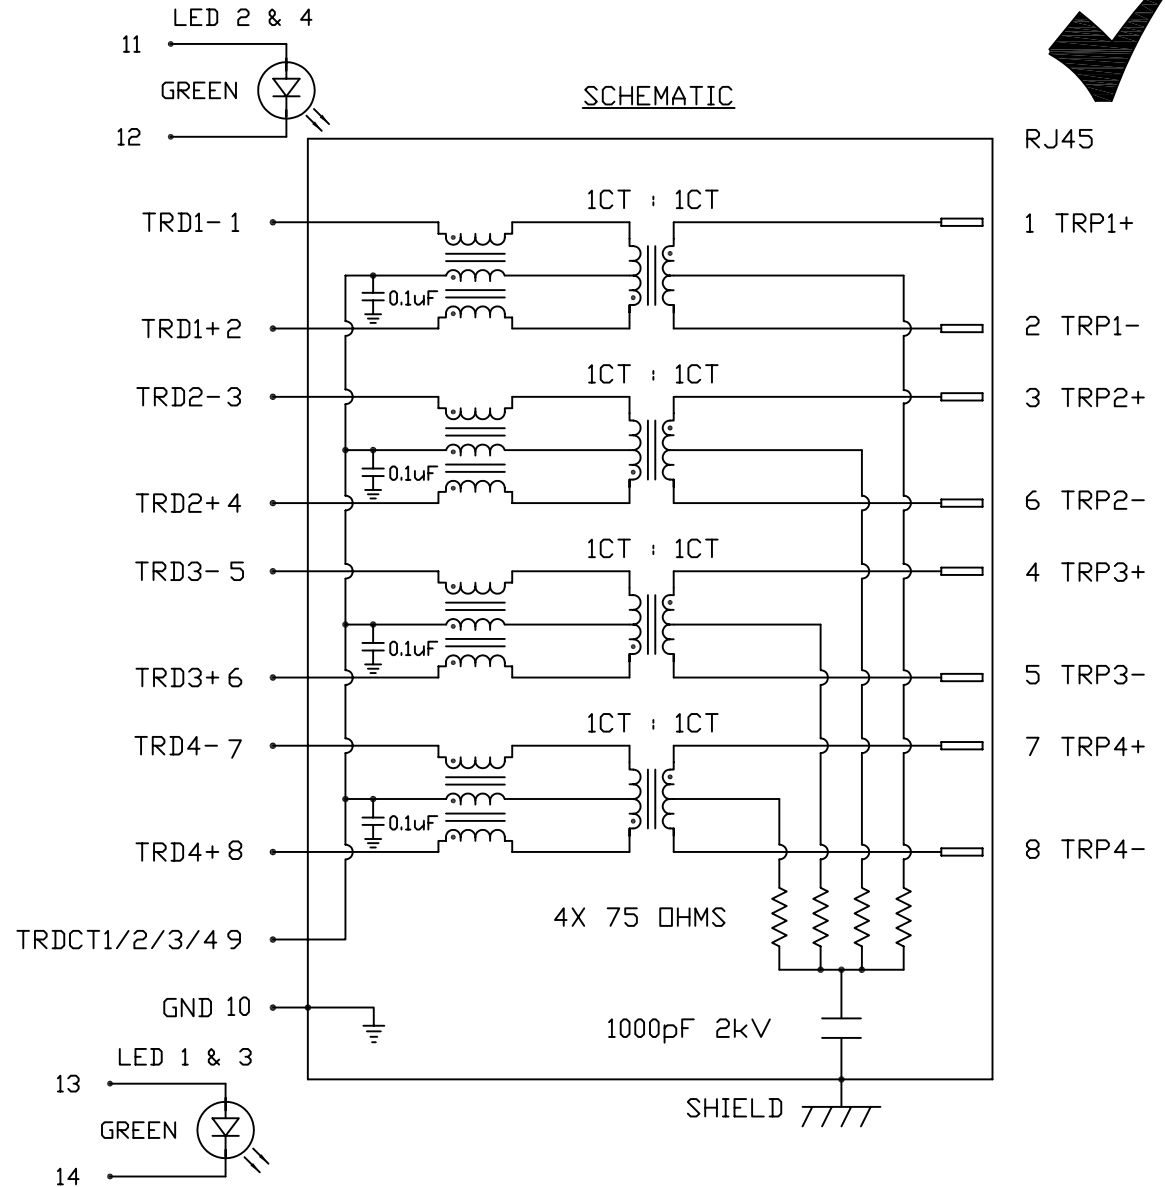 LED 2 & 4
11
GREEN
12
SCHEMATIC
RJ45
1CT : 1CT
TRD1- 1
1 TRP1+
0.1uF
TRD1+ 2
2 TRP1-
1CT : 1CT
TRD2- 3
3 TRP2+
0.1uF
TRD2+ 4
6 TRP2-
1CT : 1CT
TRD3- 5
4 TRP3+
0.1uF
TRD3+ 6
5 TRP3-
1CT : 1CT
TRD4- 7
7 TRP4+
0.1uF
TRD4+ 8
8 TRP4-
4X 75 OHMS
TRDCT1/2/3/4 9
GND 10
1000pF 2kV
LED 1 & 3
13
SHIELD
GREEN
14